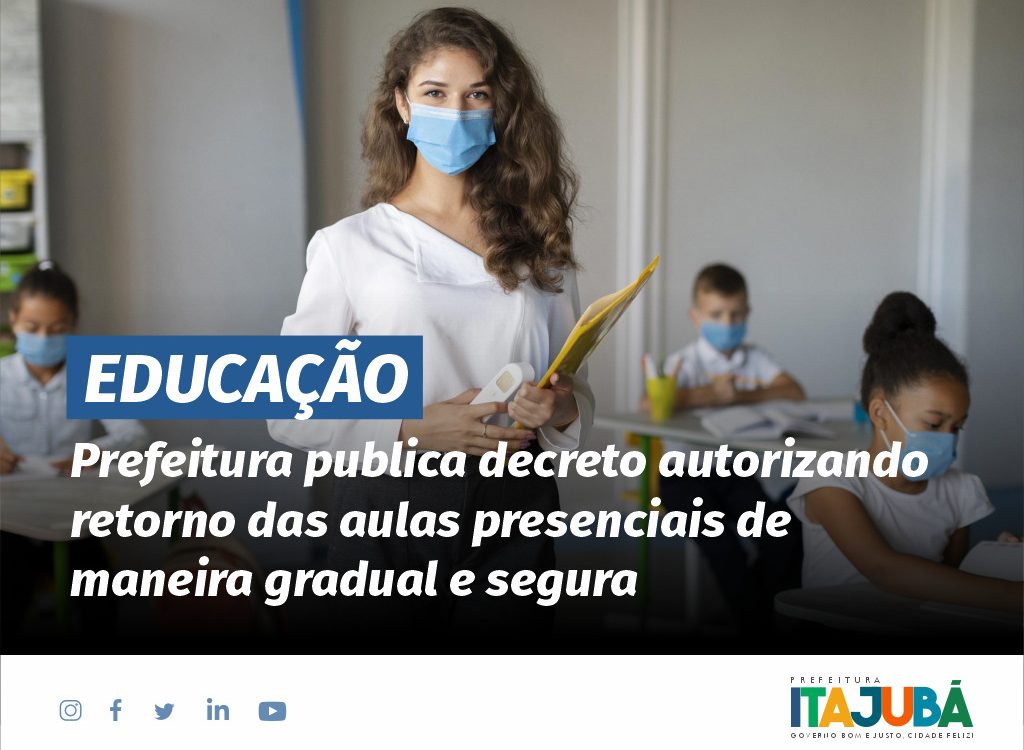 EDUCAÇÃO
Prefeitura publica decreto autorizando
retorno das aulas presenciais de
maneira gradual e segura
PREFEITURA
ITAJUBÁ
GOVERNO BOM E JUSTO, CIDADE FELIZ!